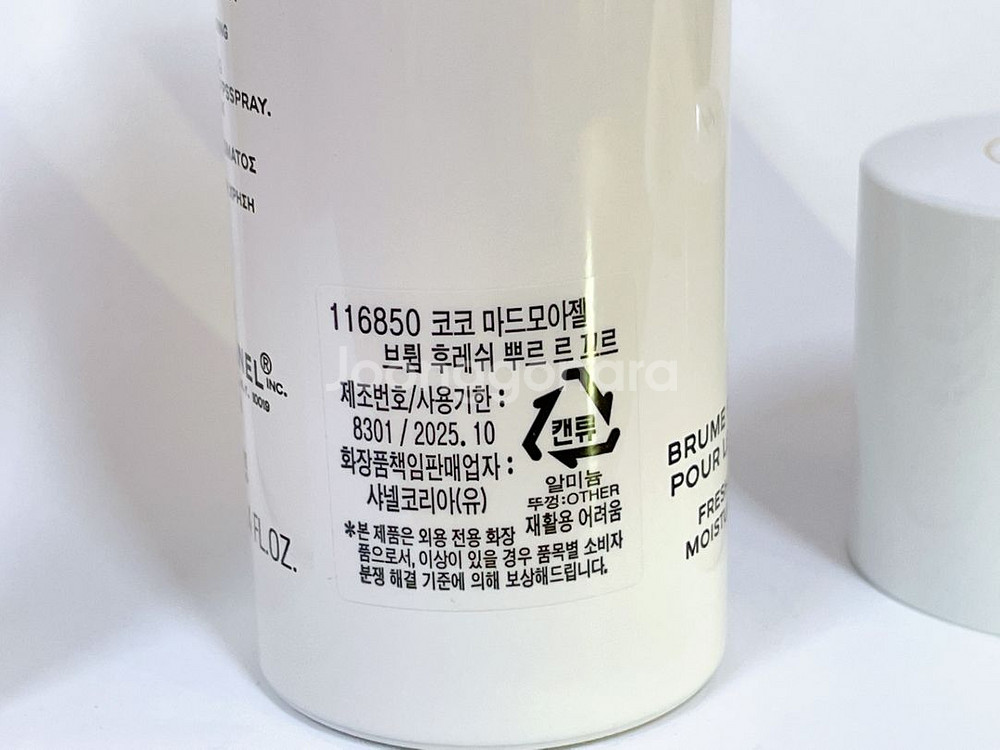 SPRAY.
116850 코코 마드모아젤
브륌 후레쉬 뿌르 르 꼬르
제조번호/사용기한 :
8301 / 2025. 10
화장품책임판매업자 :
샤넬코리아(유)
캔류
알미늄
뚜껑:OTHER
재활용 어려움
*본 제품은 외용 전용 화장
품으로서, 이상이 있을 경우 품목별 소비자
분쟁 해결 기준에 의해 보상해드립니다.
NEL® INC.
10019
FL.OZ.
BRUME
POUR L
FRES
MOIST
Joonggonara